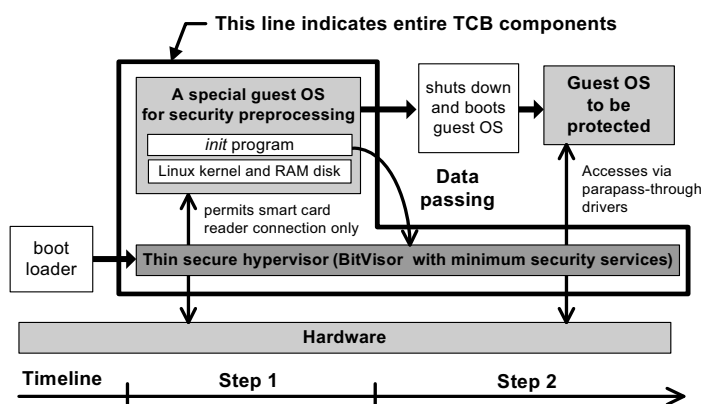 This line indicates entire TCB components
A special guest OS
for security preprocessing
init program
Linux kernel and RAM disk
shuts down
and boots
guest OS
Guest OS
to be
protected
Data
passing
Accesses via
parapass-through
drivers
permits smart card
reader connection only
boot
loader
Thin secure hypervisor (BitVisor with minimum security services)
Hardware
Timeline
Step 1
Step 2